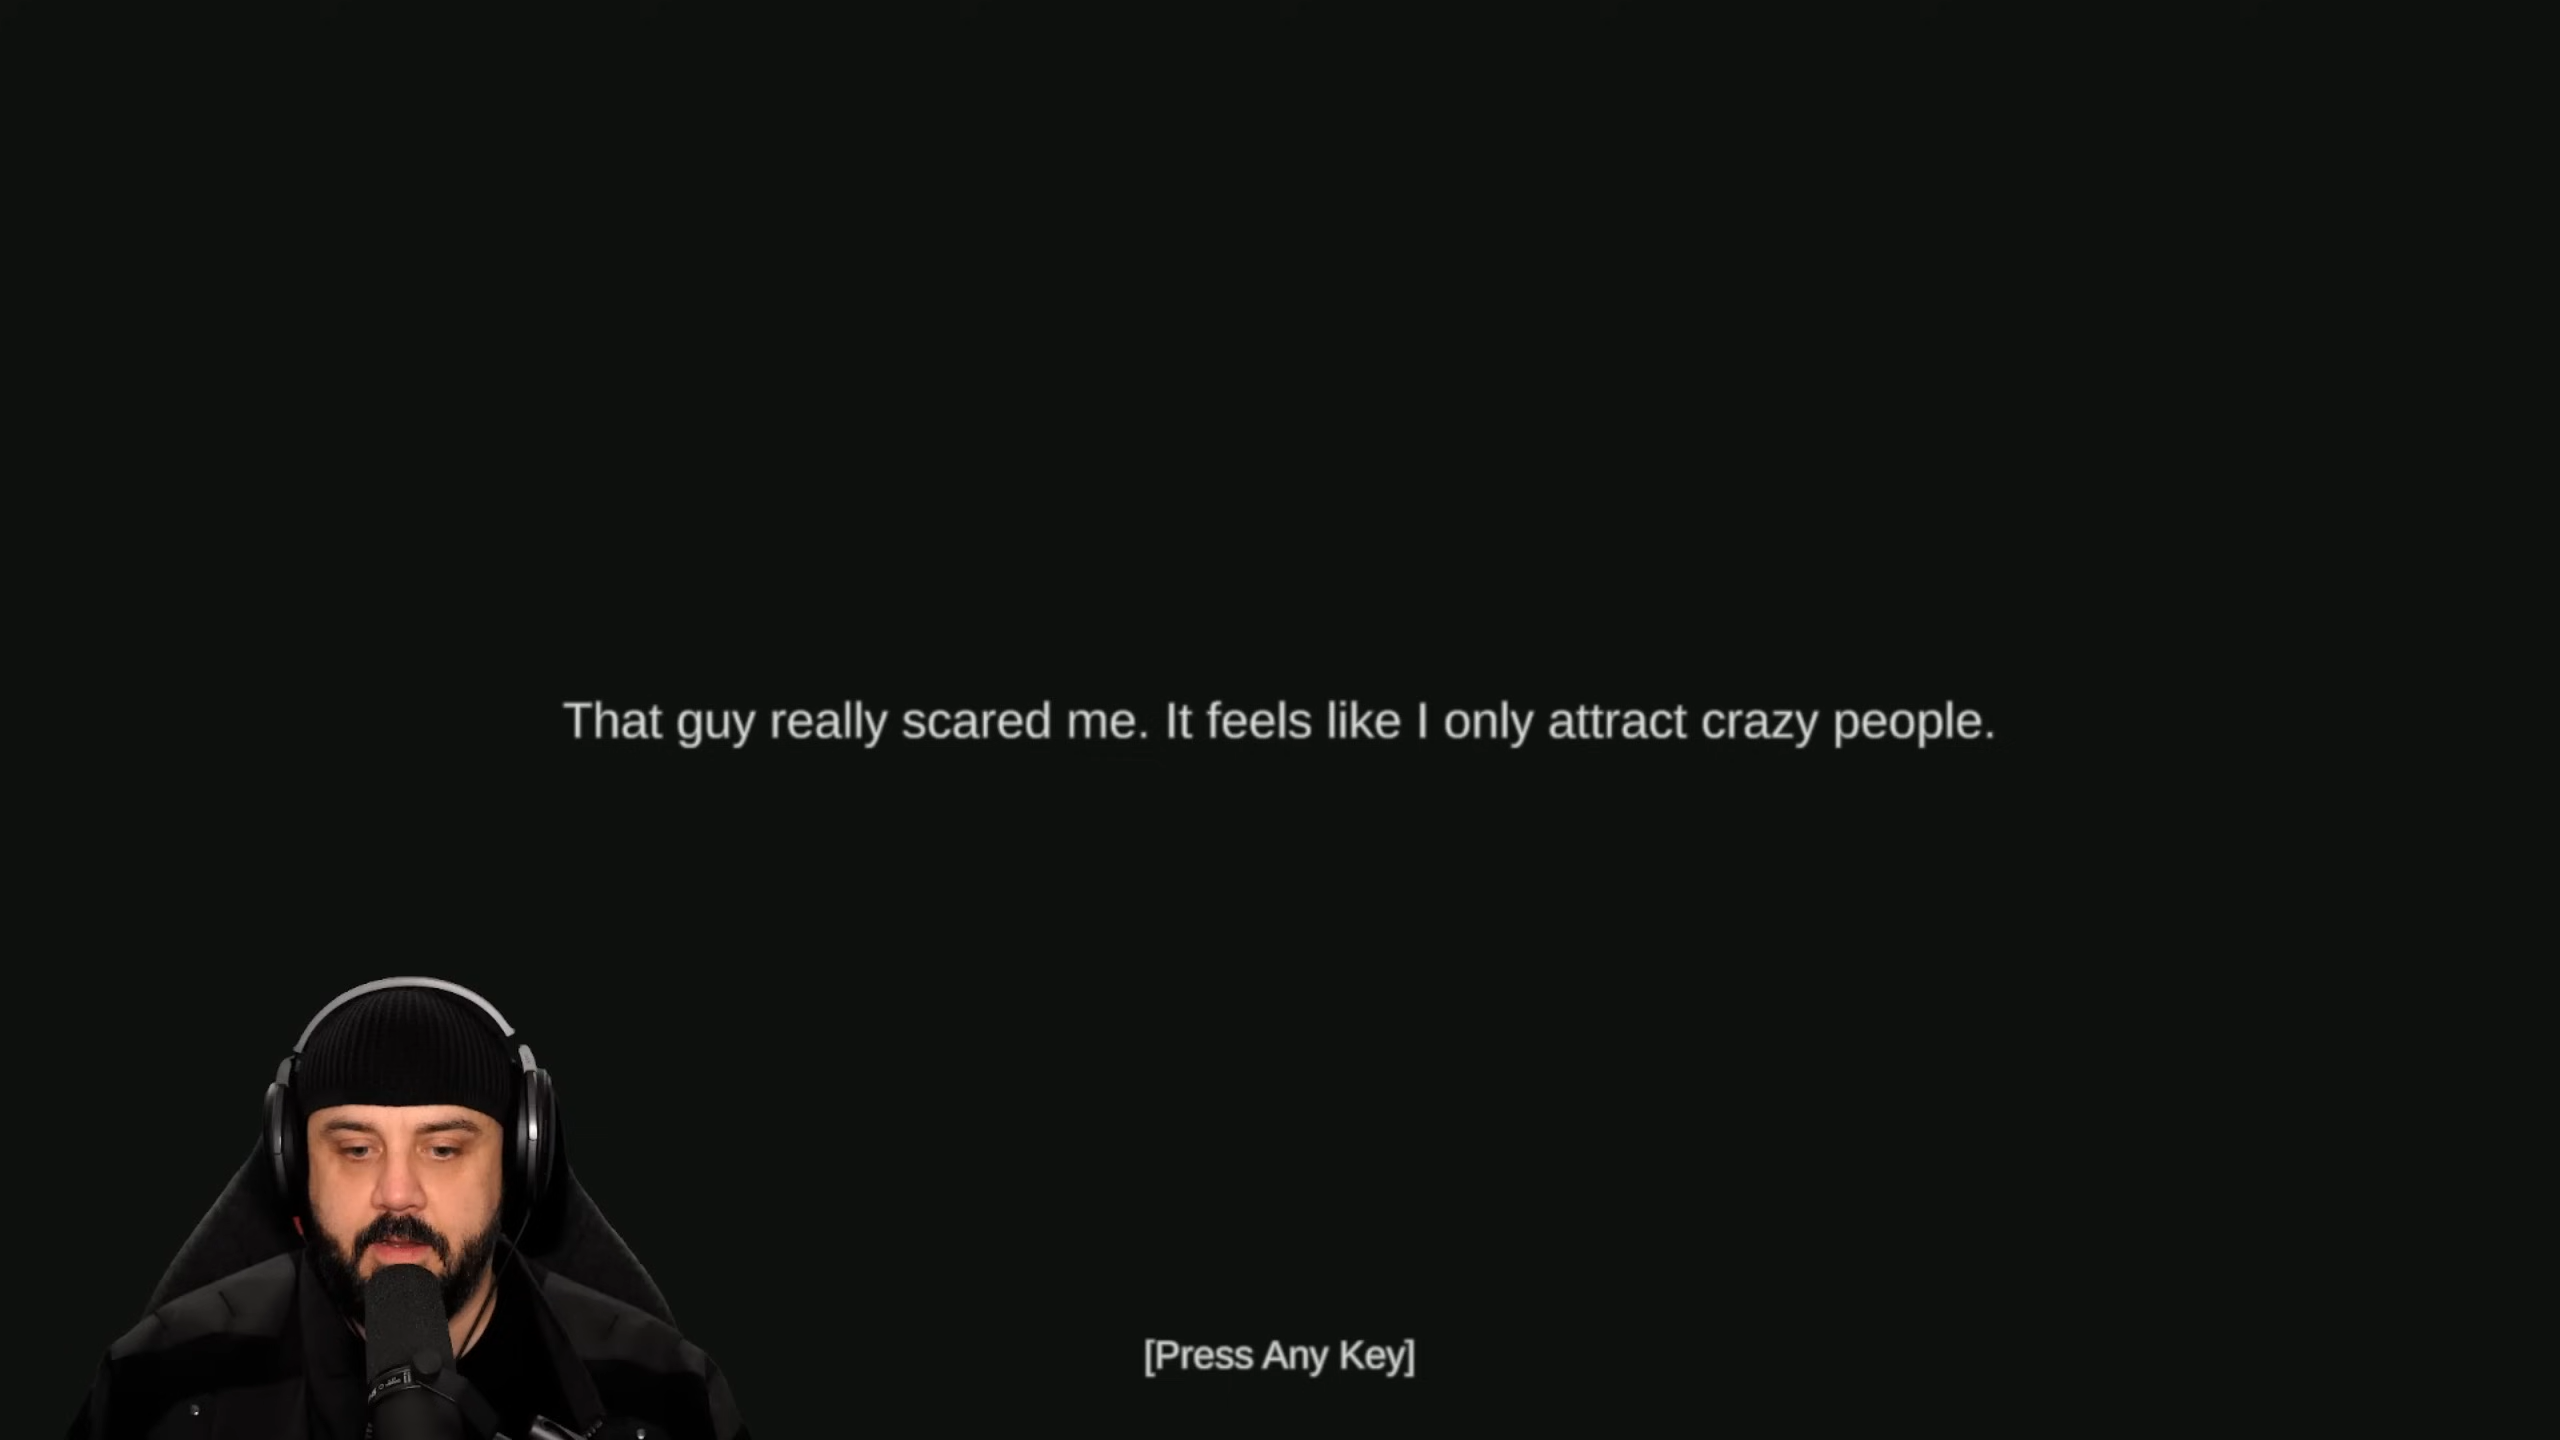 That guy really scared me. It feels like I only attract crazy people.
[Press Any Key]